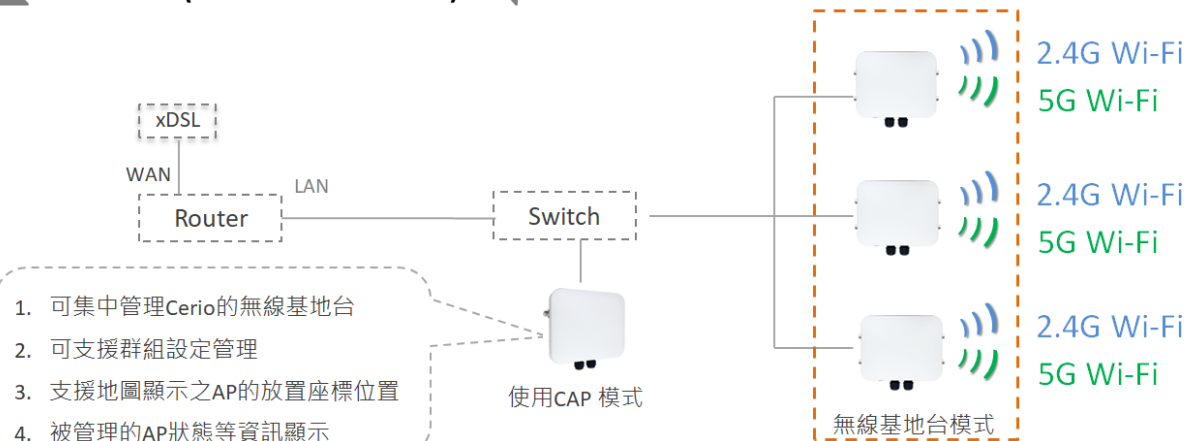 xDSL
WAN
LAN
Router
Switch
2.4G Wi-Fi
5G Wi-Fi
2.4G Wi-Fi
5G Wi-Fi
2.4G Wi-Fi
5G Wi-Fi
1. 可集中管理Cerio的無線基地台
2. 可支援群組設定管理
3. 支援地圖顯示之AP的放置座標位置
4. 被管理的AP狀態等資訊顯示
使用CAP 模式
無線基地台模式